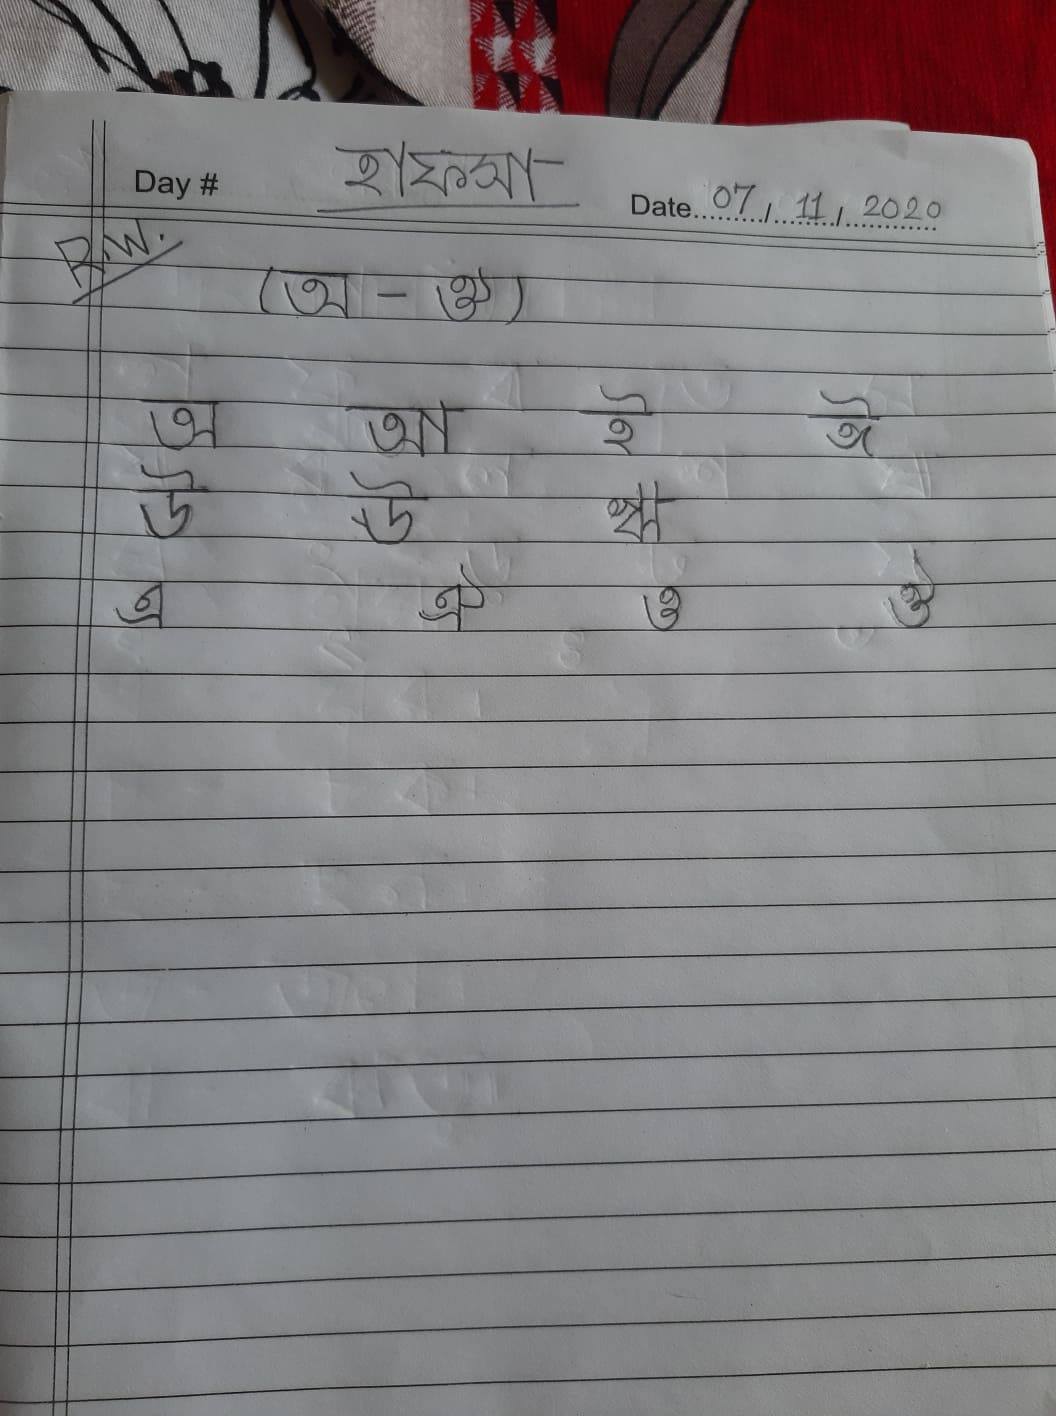 Day # হাফসা Date 07/11/2020
R.W.
(অ - ঔ)
অ আ ই ঈ
উ ঊ ঋ
এ ঐ ও ঔ